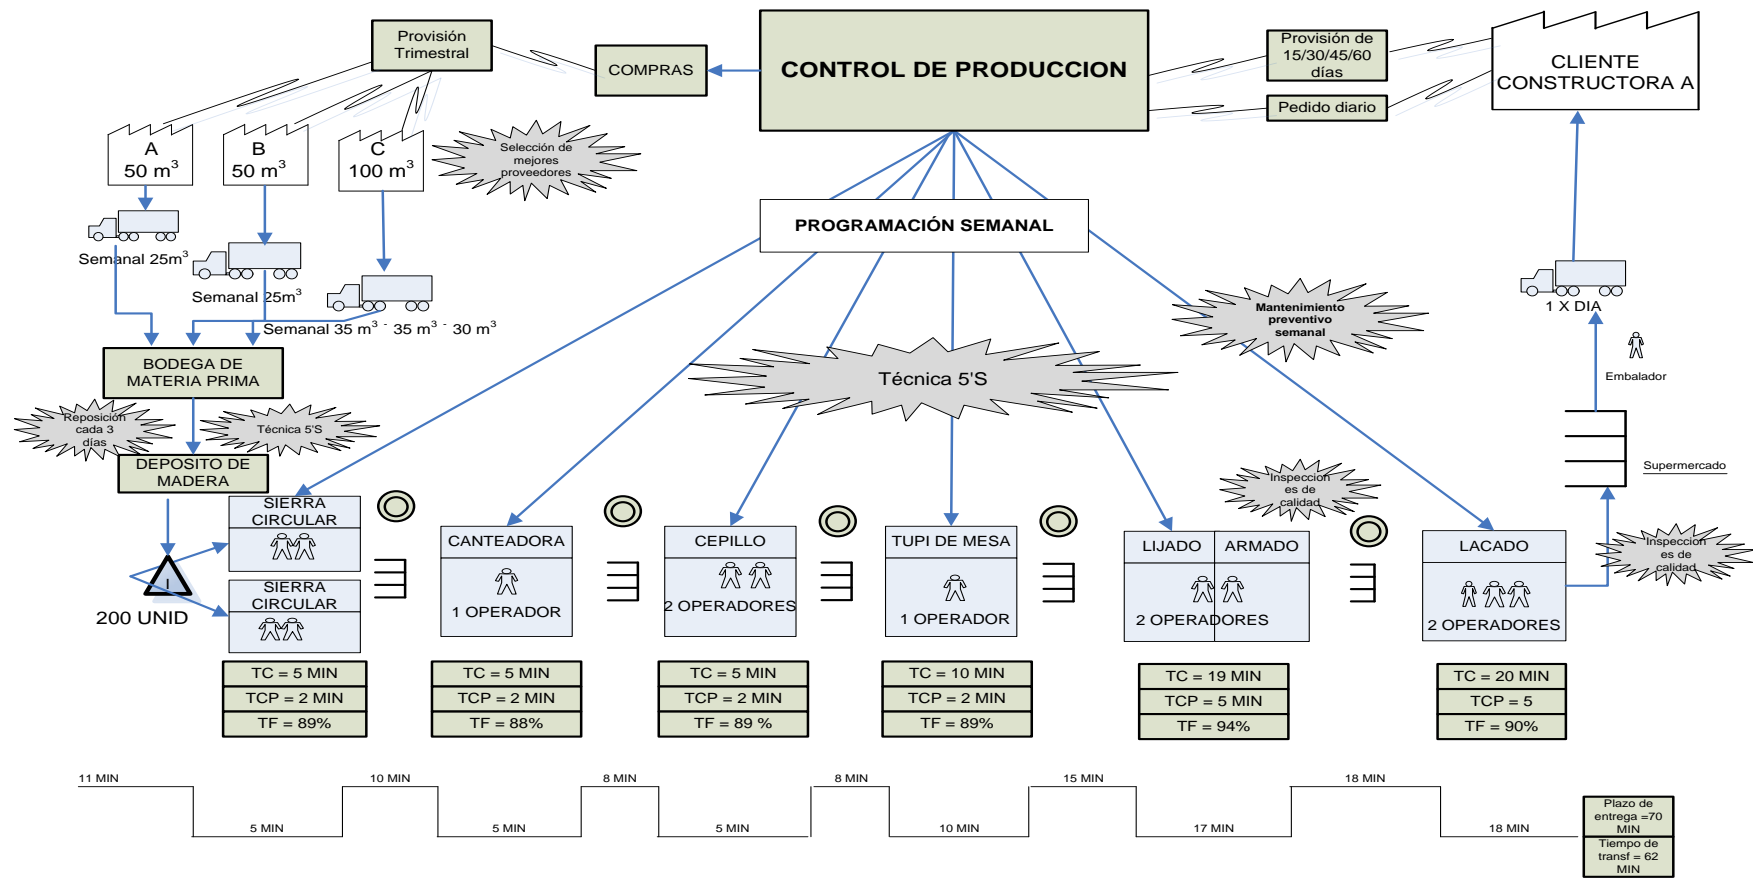 Provisión
Trimestral
COMPRAS
CONTROL DE PRODUCCION
Provisión de
15/30/45/60
días
Pedido diario
CLIENTE
CONSTRUCTORA A
A
50 m³
B
50 m³
C
100 m³
Selección de
mejores
proveedores
Semanal 25m³
Semanal 25m³
Semanal 35 m³ - 35 m³ - 30 m³
PROGRAMACIÓN SEMANAL
Mantenimiento
preventivo
semanal
1 X DIA
Embalador
Supermercado
BODEGA DE
MATERIA PRIMA
Reposición
cada 3
días
Técnica 5'S
Técnica 5'S
DEPOSITO DE
MADERA
I
200 UNID
SIERRA
CIRCULAR
SIERRA
CIRCULAR
CANTEADORA
1 OPERADOR
CEPILLO
2 OPERADORES
TUPI DE MESA
1 OPERADOR
Inspeccion
es de
calidad
LIJADO
ARMADO
2 OPERADORES
LACADO
2 OPERADORES
Inspeccion
es de
calidad
TC = 5 MIN
TCP = 2 MIN
TF = 89%
TC = 5 MIN
TCP = 2 MIN
TF = 88%
TC = 5 MIN
TCP = 2 MIN
TF = 89 %
TC = 10 MIN
TCP = 2 MIN
TF = 89%
TC = 19 MIN
TCP = 5 MIN
TF = 94%
TC = 20 MIN
TCP = 5
TF = 90%
11 MIN
10 MIN
8 MIN
8 MIN
15 MIN
18 MIN
5 MIN
5 MIN
5 MIN
10 MIN
17 MIN
18 MIN
Plazo de
entrega =70
MIN
Tiempo de
transf = 62
MIN